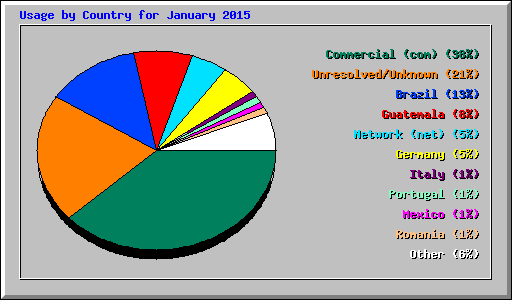 Usage by Country for January 2015
Commercial (com) (38%)
Unresolved/Unknown (21%)
Brazil (13%)
Guatemala (8%)
Network (net) (5%)
Germany (5%)
Italy (1%)
Portugal (1%)
Mexico (1%)
Romania (1%)
Other (6%)